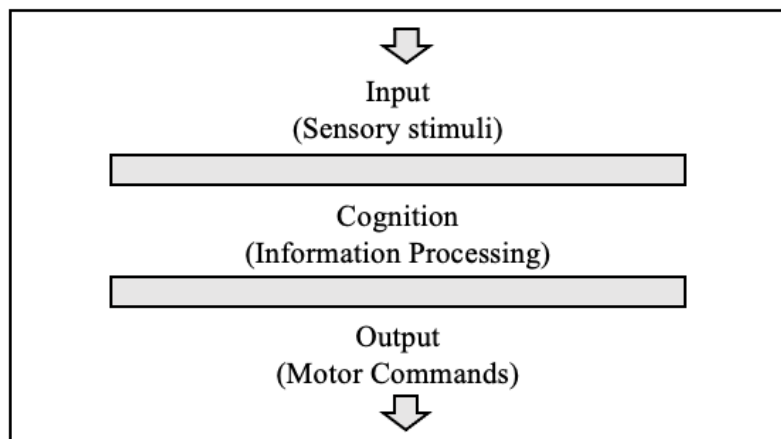 Input
(Sensory stimuli)
Cognition
(Information Processing)
Output
(Motor Commands)